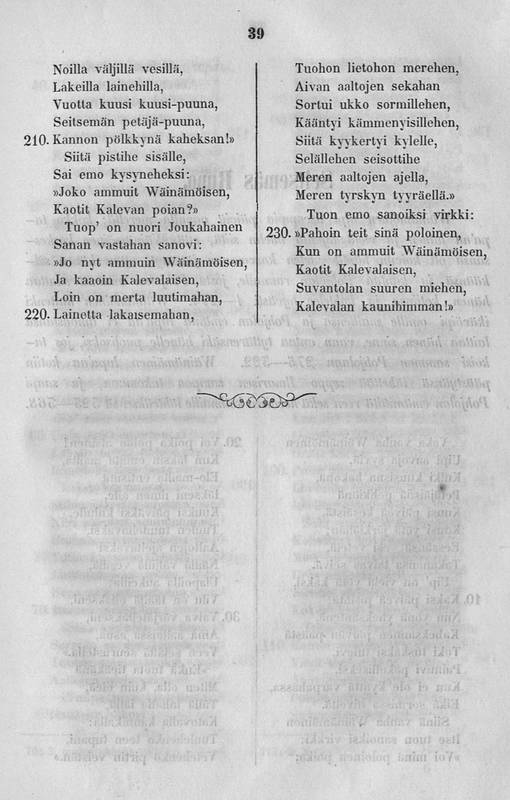 39
Noilla väljillä vesillä,
Lakeilla lainehilla,
Vuotta kuusi kuusi-puuna,
Seitsemän petäjä-puuna,
210. Kannon pölkkynä kaheksan!»
Siitä pistihe sisälle,
Sai emo kysyneheksi:
»Joko ammuit Wäinämöisen,
Kaotit Kalevan poian?»
Tuop' on nuori Joukahainen
Sanan vastahan sanovi:
»Jo nyt ammuin Wäinämöisen,
Ja kaaoin Kalevalaisen,
Loin on merta luutimahan,
220. Lainetta lakaisemahan,
Tuohon lietohon merehen,
Aivan aaltojen sekahan
Sortui ukko sormillehen,
Kääntyi kämmenyisillehen,
Siitä kyykertyi kylelle,
Selällehen seisottihe
Meren aaltojen ajella,
Meren tyrskyn tyyräellä.»
Tuon emo sanoiksi virkki:
230. »Pahoin teit sinä poloinen,
Kun on ammuit Wäinämöisen,
Kaotit Kalevalaisen,
Suvantolan suuren miehen,
Kalevalan kaunihimman!»